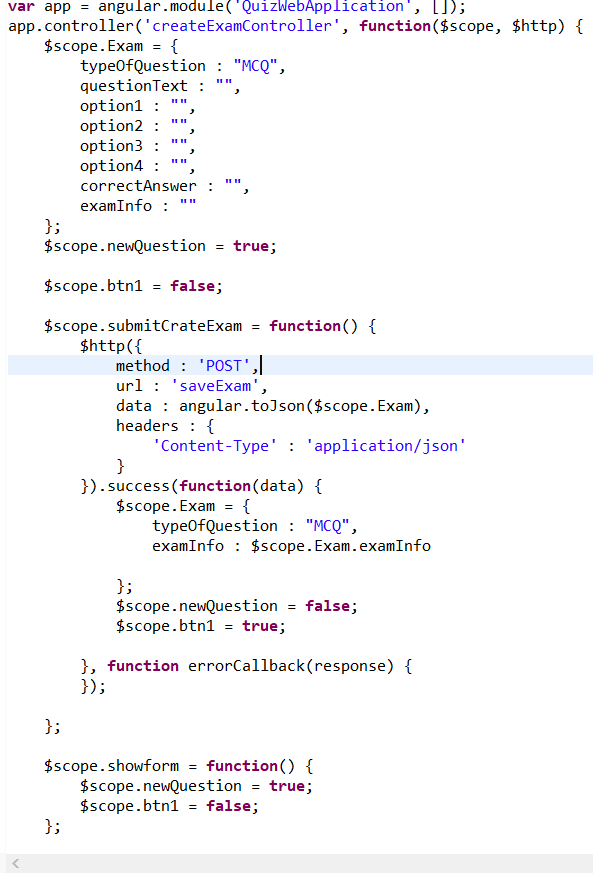 var app = angular.module('QuizWebApplication', []);
app.controller('createExamController', function($scope, $http) {
    $scope.Exam = {
        typeOfQuestion : "MCQ",
        questionText : "",
        option1 : "",
        option2 : "",
        option3 : "",
        option4 : "",
        correctAnswer : "",
        examInfo : ""
    };
    $scope.newQuestion = true;

    $scope.btn1 = false;

    $scope.submitCrateExam = function() {
        $http({
            method : 'POST',
            url : 'saveExam',
            data : angular.toJson($scope.Exam),
            headers : {
                'Content-Type' : 'application/json'
            }
        }).success(function(data) {
            $scope.Exam = {
                typeOfQuestion : "MCQ",
                examInfo : $scope.Exam.examInfo

            };
            $scope.newQuestion = false;
            $scope.btn1 = true;

        }, function errorCallback(response) {
        });

    };

    $scope.showform = function() {
        $scope.newQuestion = true;
        $scope.btn1 = false;
    };